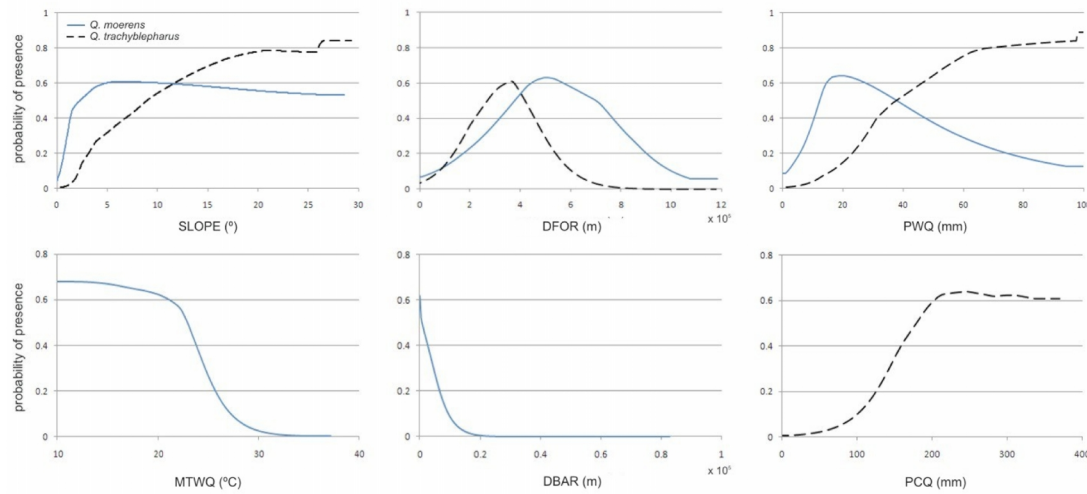 Q. moerens
Q. trachyblepharus
probability of presence
1
0.8
0.6
0.4
0.2
0
0 5 10 15 20 25 30
SLOPE (º)
1
0.8
0.6
0.4
0.2
0
0 2 4 6 8 10 12
x 10⁵
DFOR (m)
1
0.8
0.6
0.4
0.2
0
0 20 40 60 80 100
PWQ (mm)
probability of presence
0.8
0.6
0.4
0.2
0
10 20 30 40
MTWQ (ºC)
0.8
0.6
0.4
0.2
0
0 0.2 0.4 0.6 0.8 1
DBAR (m)
0.8
0.6
0.4
0.2
0
0 100 200 300 400
PCQ (mm)